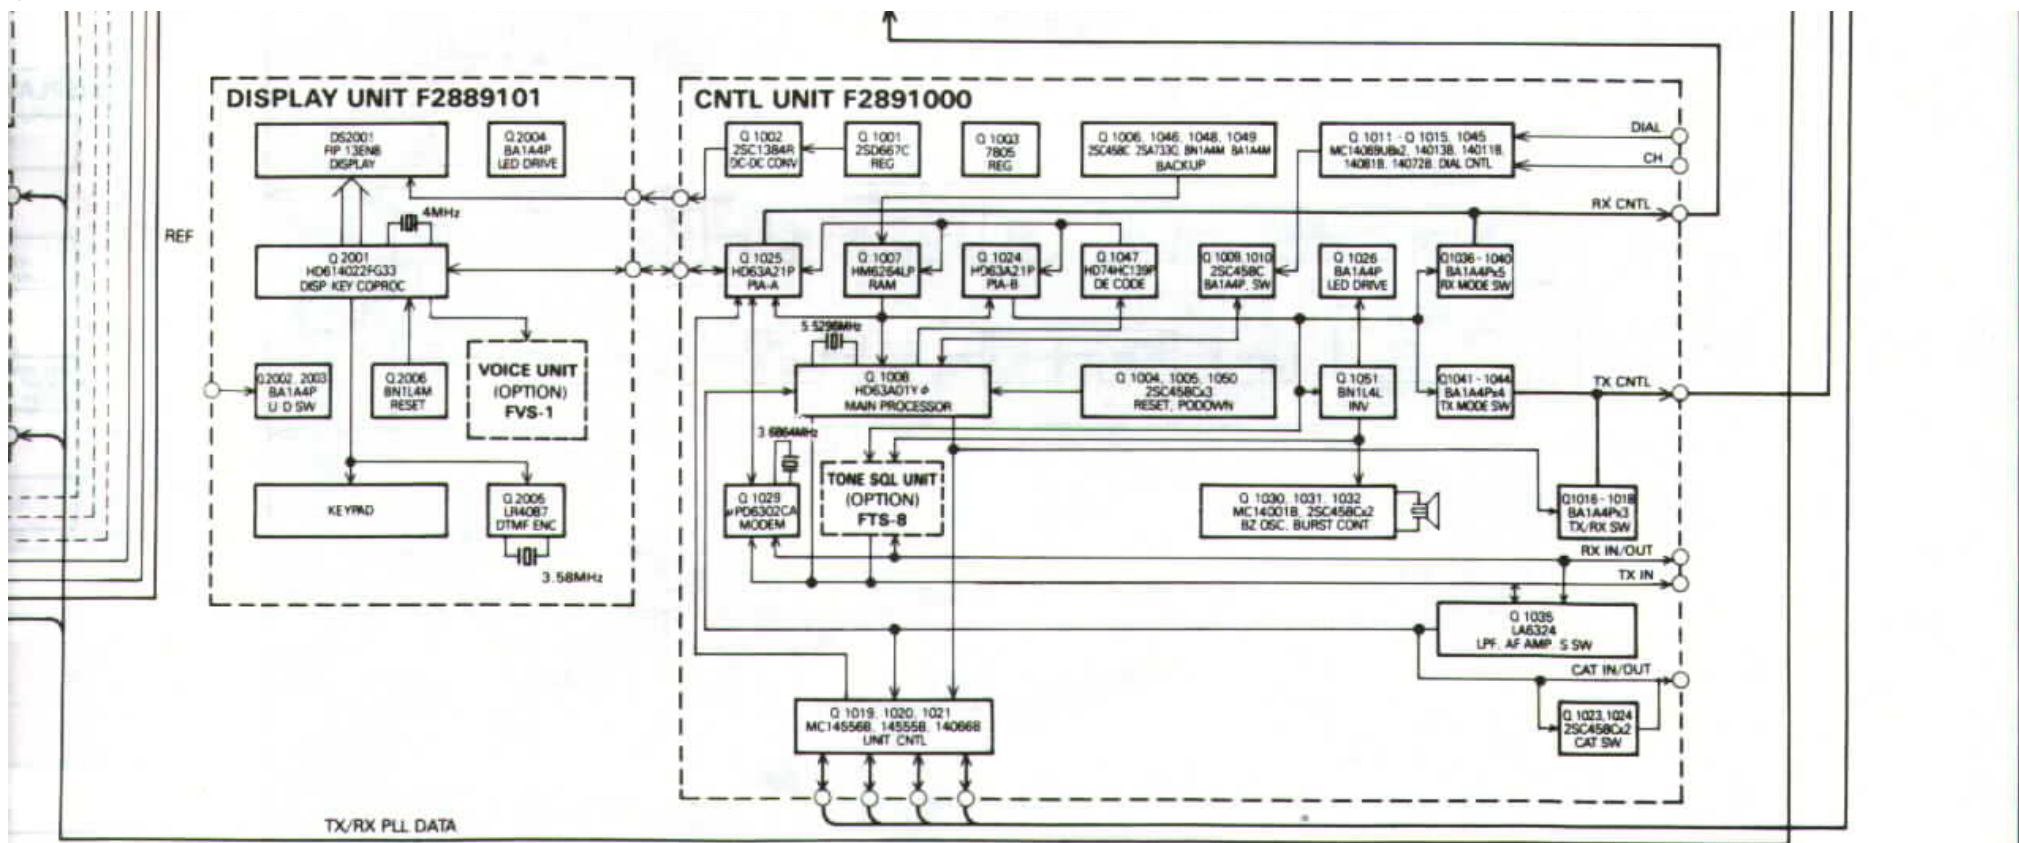 DISPLAY UNIT F2889101
DS2001
FIP 13EN8
DISPLAY
Q 2004
BA1A4P
LED DRIVE
4MHz
REF
Q 2001
HD614022FG33
DISP KEY COPROC
Q2002, 2003
BA1A4P
U D SW
Q 2006
BN1L4M
RESET
VOICE UNIT
(OPTION)
FVS-1
KEYPAD
Q 2005
LR4087
DTMF ENC
3.58MHz
TX/RX PLL DATA
CNTL UNIT F2891000
Q 1002
2SC1384R
DC-DC CONV
Q 1001
2SD667C
REG
Q 1003
7805
REG
Q 1006, 1046, 1048, 1049
2SC458C 2SA733Q BN1A4M BA1A4M
BACKUP
Q 1011 - Q 1015, 1045
MC14069UBx2, 14013B, 14011B,
14081B, 14072B, DIAL CNTL
DIAL
CH
RX CNTL
Q 1025
HD63A21P
PIA-A
Q 1007
HM6264LP
RAM
Q 1024
HD63A21P
PIA-B
Q 1047
HD74HC139P
DE CODE
Q 1009, 1010
2SC458C
BA1A4P, SW
Q 1026
BA1A4P
LED DRIVE
Q1036 - 1040
BA1A4Px5
RX MODE SW
5.5296MHz
Q 1008
HD63A01Y φ
MAIN PROCESSOR
Q 1004, 1005, 1050
2SC458Cx3
RESET, PODOWN
Q 1051
BN1L4L
INV
Q1041 - 1044
BA1A4Px4
TX MODE SW
TX CNTL
3.6864MHz
Q 1029
μPD6302CA
MODEM
TONE SQL UNIT
(OPTION)
FTS-8
Q 1030, 1031, 1032
MC14001B, 2SC458Cx2
BZ OSC, BURST CONT
Q1016 - 1018
BA1A4Px3
TX/RX SW
RX IN/OUT
TX IN
Q 1035
LA6324
LPF, AF AMP, S SW
CAT IN/OUT
Q 1019, 1020, 1021
MC14556B, 14555B, 14066B
UNIT CNTL
Q 1023, 1024
2SC458Cx2
CAT SW